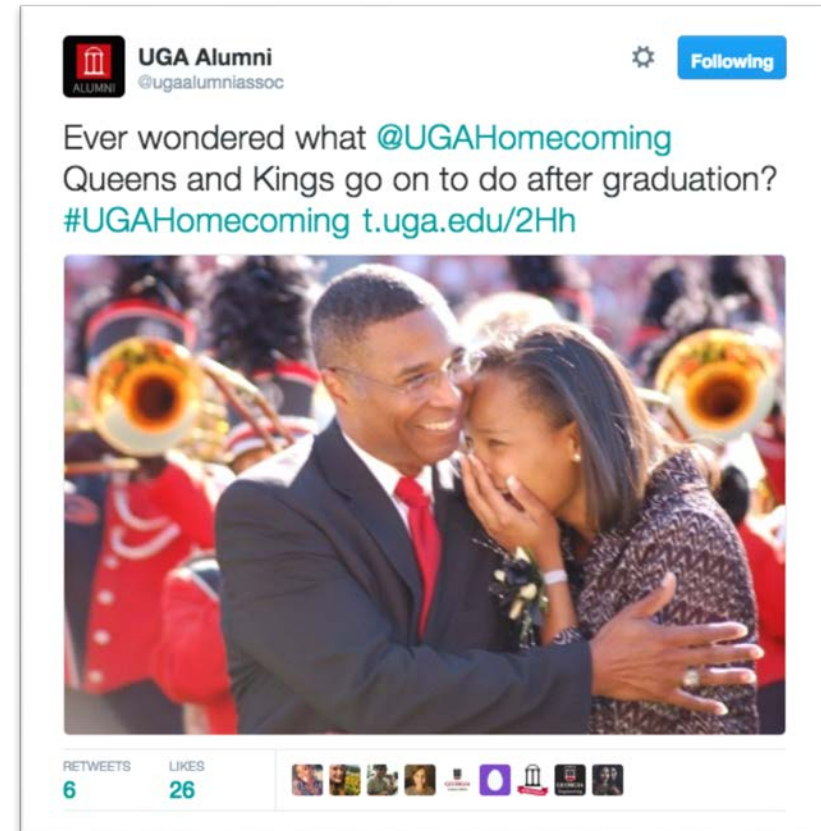 UGA Alumni
@ugaalumniassoc
ALUMNI
Following
Ever wondered what @UGAHomecoming
Queens and Kings go on to do after graduation?
#UGAHomecoming t.uga.edu/2Hh
RETWEETS
6
LIKES
26